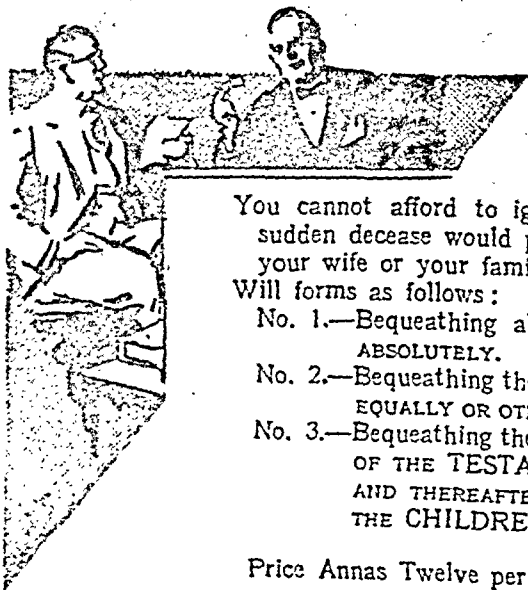 You cannot afford to ig
sudden decease would p
your wife or your fami
Will forms as follows:
No. 1.—Bequeathing a
ABSOLUTELY.
No. 2.—Bequeathing th
EQUALLY OR OT
No. 3.—Bequeathing the
OF THE TESTA
AND THEREAFTE
THE CHILDRE
Price Annas Twelve per